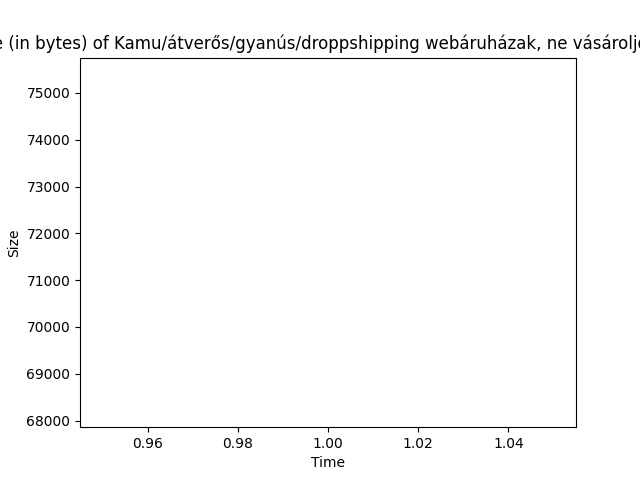 e (in bytes) of Kamu/átverős/gyanús/droppshipping webáruházak, ne vásárolj
75000
74000
73000
72000
71000
70000
69000
68000
Size
0.96 0.98 1.00 1.02 1.04
Time